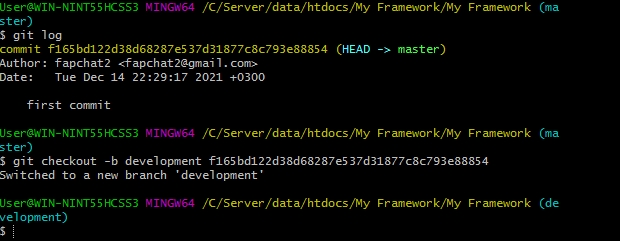 User@WIN-NINT55HCSS3 MINGW64 /C/Server/data/htdocs/My Framework/My Framework (ma
ster)
$ git log
commit f165bd122d38d68287e537d31877c8c793e88854 (HEAD -> master)
Author: fapchat2 <fapchat2@gmail.com>
Date:   Tue Dec 14 22:29:17 2021 +0300
    first commit
User@WIN-NINT55HCSS3 MINGW64 /C/Server/data/htdocs/My Framework/My Framework (ma
ster)
$ git checkout -b development f165bd122d38d68287e537d31877c8c793e88854
Switched to a new branch 'development'
User@WIN-NINT55HCSS3 MINGW64 /C/Server/data/htdocs/My Framework/My Framework (de
velopment)
$